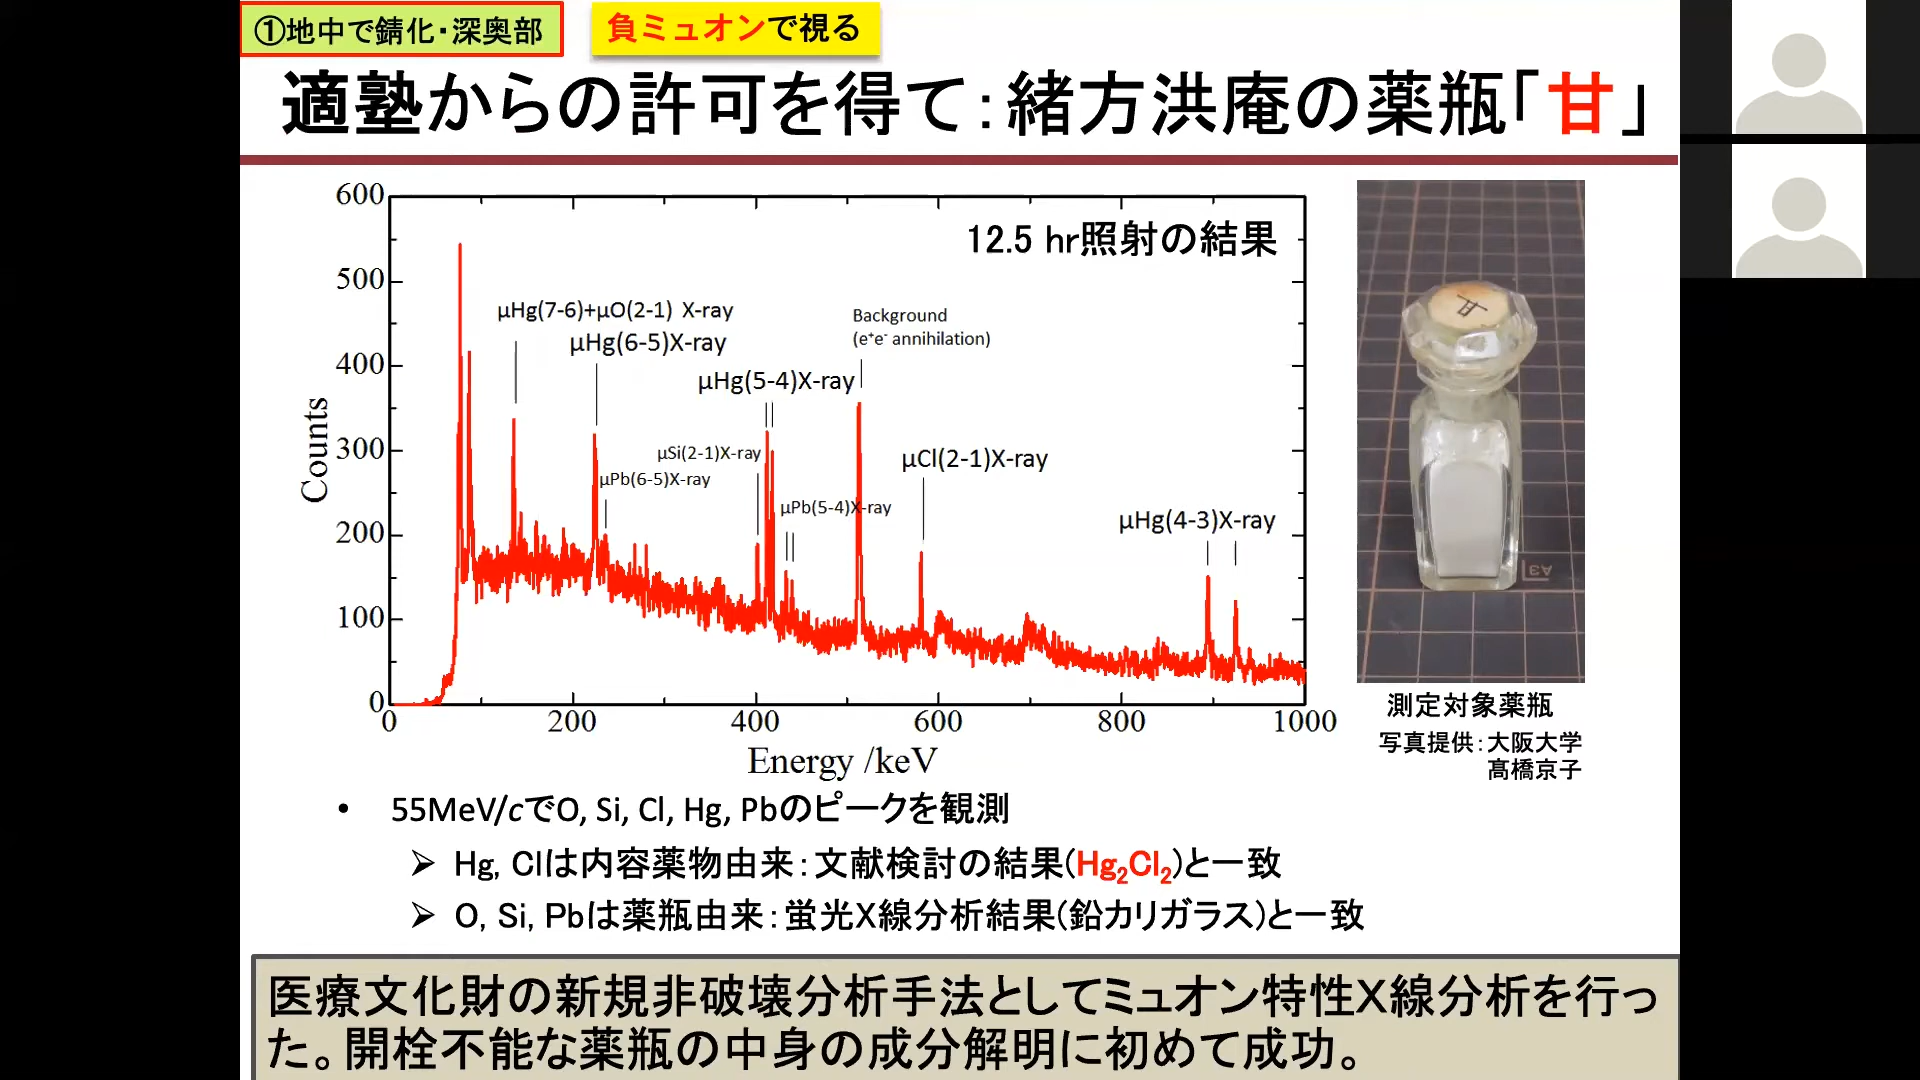 ①地中で錆化・深奥部
負ミュオンで視る
適塾からの許可を得て：緒方洪庵の薬瓶「甘」
12.5 hr照射の結果
μHg(7-6)+μO(2-1) X-ray
μHg(6-5)X-ray
Background
(e⁺e⁻ annihilation)
μHg(5-4)X-ray
μSi(2-1)X-ray
μPb(6-5)X-ray
μCl(2-1)X-ray
μPb(5-4)X-ray
μHg(4-3)X-ray
600
500
400
300
200
100
0
Counts
0 200 400 600 800 1000
Energy /keV
甘
A3
測定対象薬瓶
写真提供：大阪大学
髙橋京子
• 55MeV/cでO, Si, Cl, Hg, Pbのピークを観測
➢ Hg, Clは内容薬物由来：文献検討の結果(Hg₂Cl₂)と一致
➢ O, Si, Pbは薬瓶由来：蛍光X線分析結果(鉛カリガラス)と一致
医療文化財の新規非破壊分析手法としてミュオン特性X線分析を行っ
た。開栓不能な薬瓶の中身の成分解明に初めて成功。